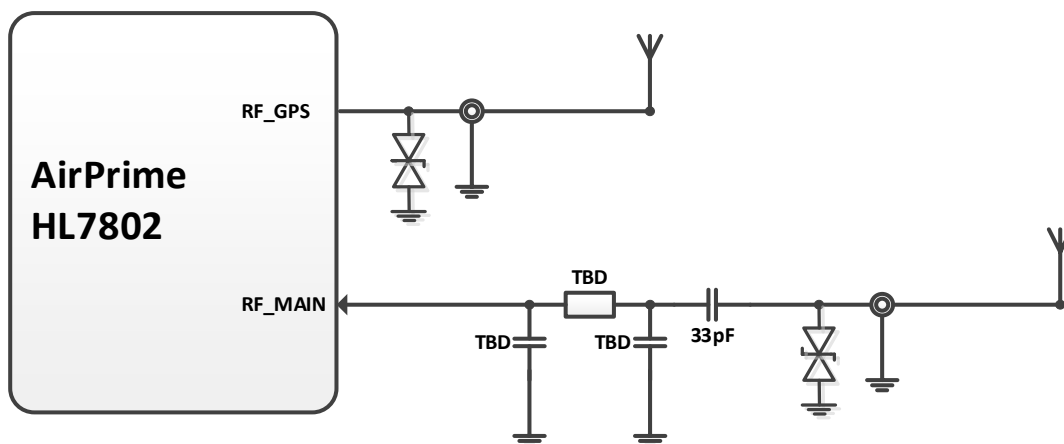 RF_GPS
AirPrime
HL7802
RF_MAIN
TBD
TBD
TBD
33pF